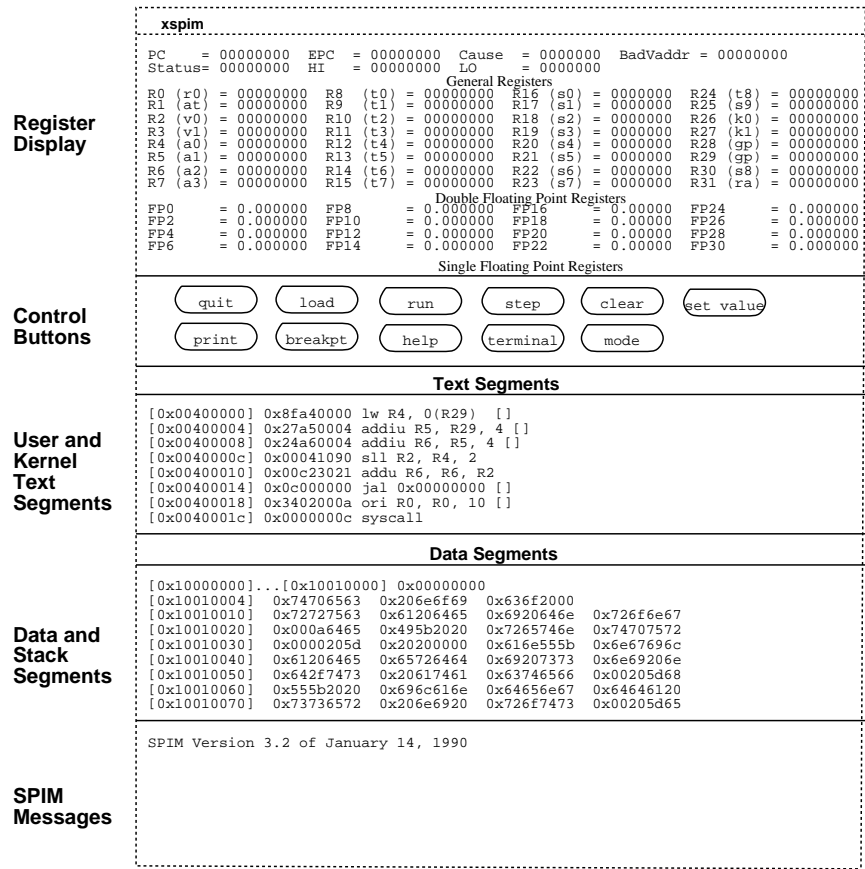 xspim
PC = 00000000 EPC = 00000000 Cause = 0000000 BadVaddr = 00000000
Status= 00000000 HI = 00000000 LO = 0000000
General Registers
R0 (r0) = 00000000 R8 (t0) = 00000000 R16 (s0) = 0000000 R24 (t8) = 00000000
R1 (at) = 00000000 R9 (t1) = 00000000 R17 (s1) = 0000000 R25 (s9) = 00000000
R2 (v0) = 00000000 R10 (t2) = 00000000 R18 (s2) = 0000000 R26 (k0) = 00000000
R3 (v1) = 00000000 R11 (t3) = 00000000 R19 (s3) = 0000000 R27 (k1) = 00000000
R4 (a0) = 00000000 R12 (t4) = 00000000 R20 (s4) = 0000000 R28 (gp) = 00000000
R5 (a1) = 00000000 R13 (t5) = 00000000 R21 (s5) = 0000000 R29 (gp) = 00000000
R6 (a2) = 00000000 R14 (t6) = 00000000 R22 (s6) = 0000000 R30 (s8) = 00000000
R7 (a3) = 00000000 R15 (t7) = 00000000 R23 (s7) = 0000000 R31 (ra) = 00000000
Register
Display
Double Floating Point Registers
FP0 = 0.000000 FP8 = 0.000000 FP16 = 0.00000 FP24 = 0.000000
FP2 = 0.000000 FP10 = 0.000000 FP18 = 0.00000 FP26 = 0.000000
FP4 = 0.000000 FP12 = 0.000000 FP20 = 0.00000 FP28 = 0.000000
FP6 = 0.000000 FP14 = 0.000000 FP22 = 0.00000 FP30 = 0.000000
Single Floating Point Registers
Control
Buttons
quit load run step clear set value
print breakpt help terminal mode
Text Segments
User and
Kernel
Text
Segments
[0x00400000] 0x8fa40000 lw R4, 0(R29) []
[0x00400004] 0x27a50004 addiu R5, R29, 4 []
[0x00400008] 0x24a60004 addiu R6, R5, 4 []
[0x0040000c] 0x00041090 sll R2, R4, 2
[0x00400010] 0x00c23021 addu R6, R6, R2
[0x00400014] 0x0c000000 jal 0x00000000 []
[0x00400018] 0x3402000a ori R0, R0, 10 []
[0x0040001c] 0x0000000c syscall
Data Segments
Data and
Stack
Segments
[0x10000000]...[0x10010000] 0x00000000
[0x10010004] 0x74706563 0x206e6f69 0x636f2000
[0x10010010] 0x72727563 0x61206465 0x6920646e 0x726f6e67
[0x10010020] 0x000a6465 0x495b2020 0x7265746e 0x74707572
[0x10010030] 0x0000205d 0x20200000 0x616e555b 0x6e67696c
[0x10010040] 0x61206465 0x65726464 0x69207373 0x6e69206e
[0x10010050] 0x642f7473 0x20617461 0x63746566 0x00205d68
[0x10010060] 0x555b2020 0x696c616e 0x64656e67 0x64646120
[0x10010070] 0x73736572 0x206e6920 0x726f7473 0x00205d65
SPIM
Messages
SPIM Version 3.2 of January 14, 1990